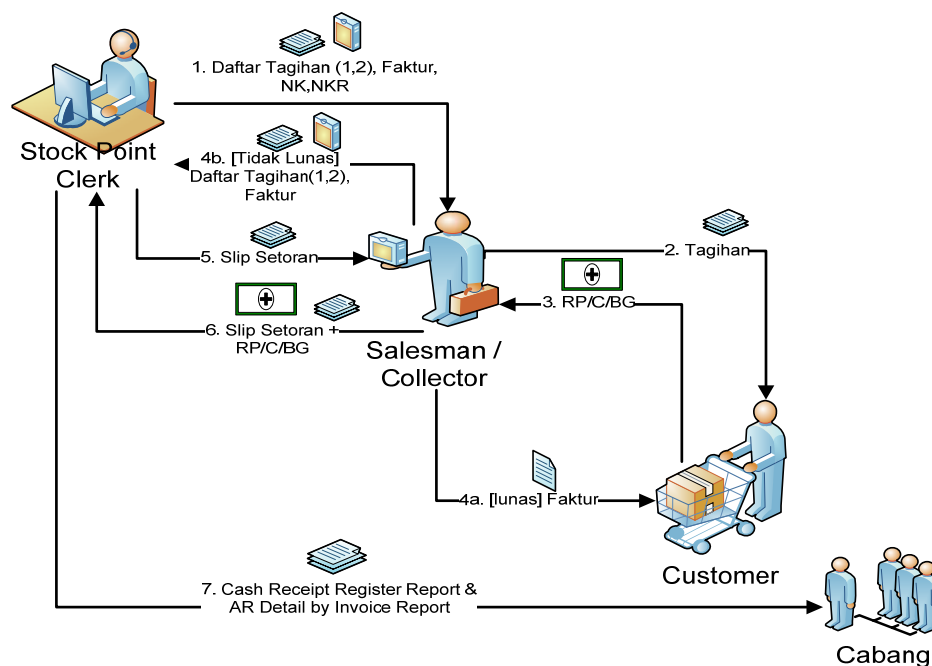 1. Daftar Tagihan (1,2), Faktur,
NK,NKR
Stock Point
Clerk
4b. [Tidak Lunas]
Daftar Tagihan(1,2),
Faktur
5. Slip Setoran
2. Tagihan
3. RP/C/BG
6. Slip Setoran +
RP/C/BG
Salesman /
Collector
4a. [lunas] Faktur
Customer
7. Cash Receipt Register Report &
AR Detail by Invoice Report
Cabang